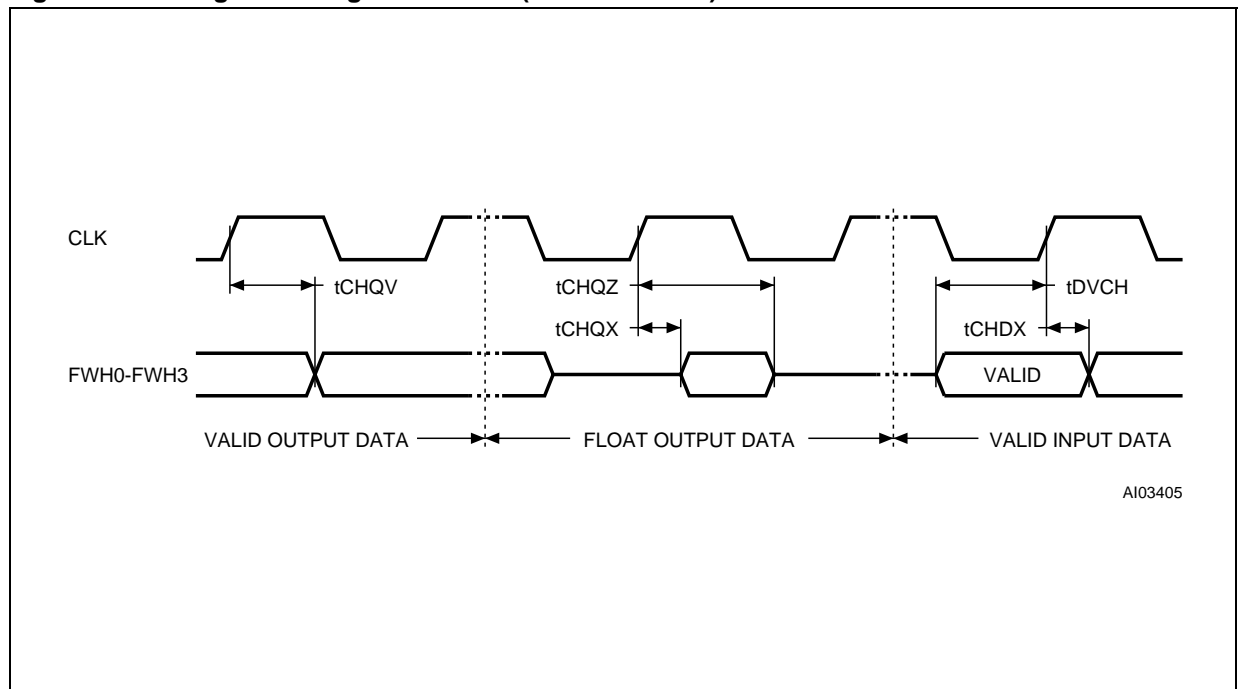 CLK
tCHQV
tCHQZ
tDVCH
tCHQX
tCHDX
FWH0-FWH3
VALID
VALID OUTPUT DATA
FLOAT OUTPUT DATA
VALID INPUT DATA
AI03405